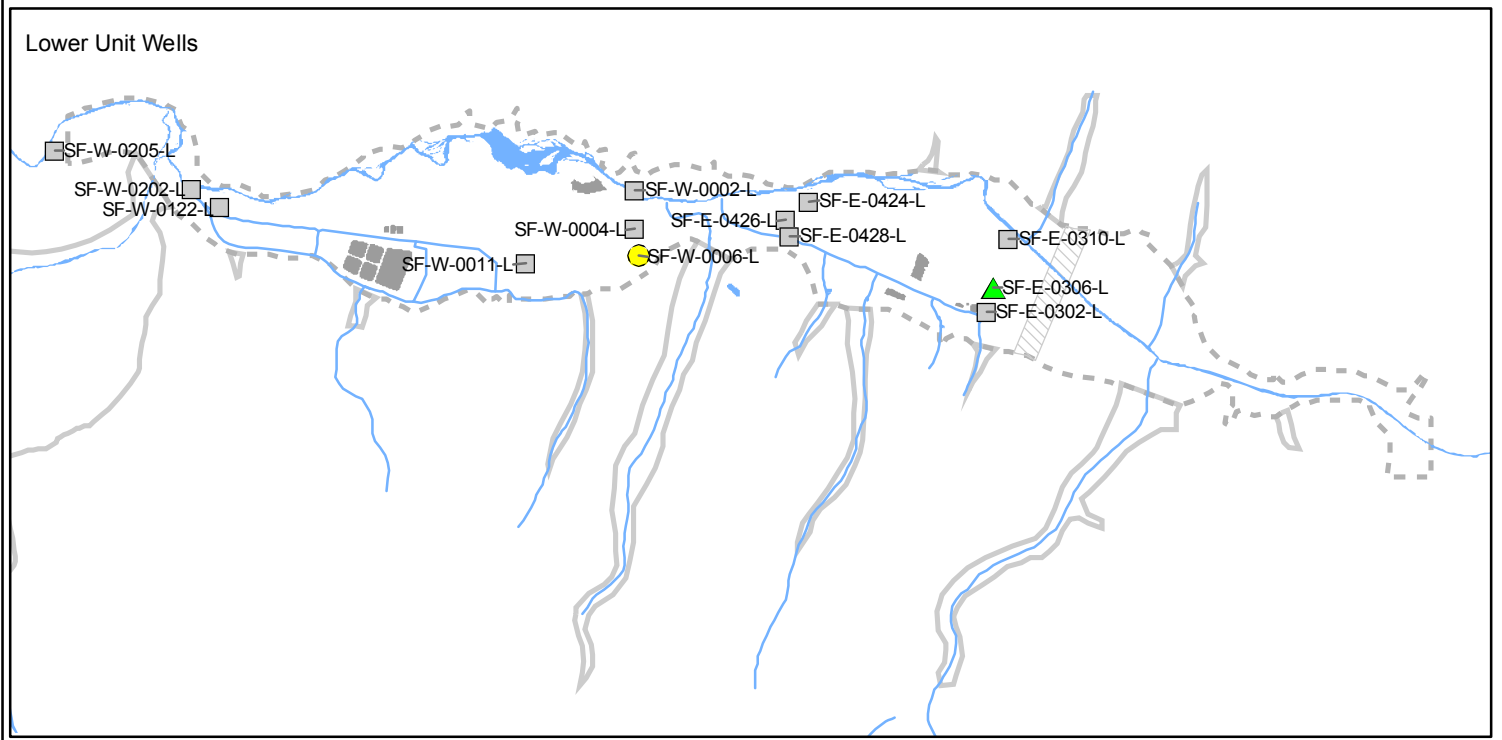 Lower Unit Wells
SF-W-0205-L
SF-W-0202-L
SF-W-0002-L
SF-E-0424-L
SF-W-0122-L
SF-E-0426-L
SF-W-0004-L
SF-E-0428-L
SF-E-0310-L
SF-W-0006-L
SF-W-0011-L
SF-E-0306-L
SF-E-0302-L